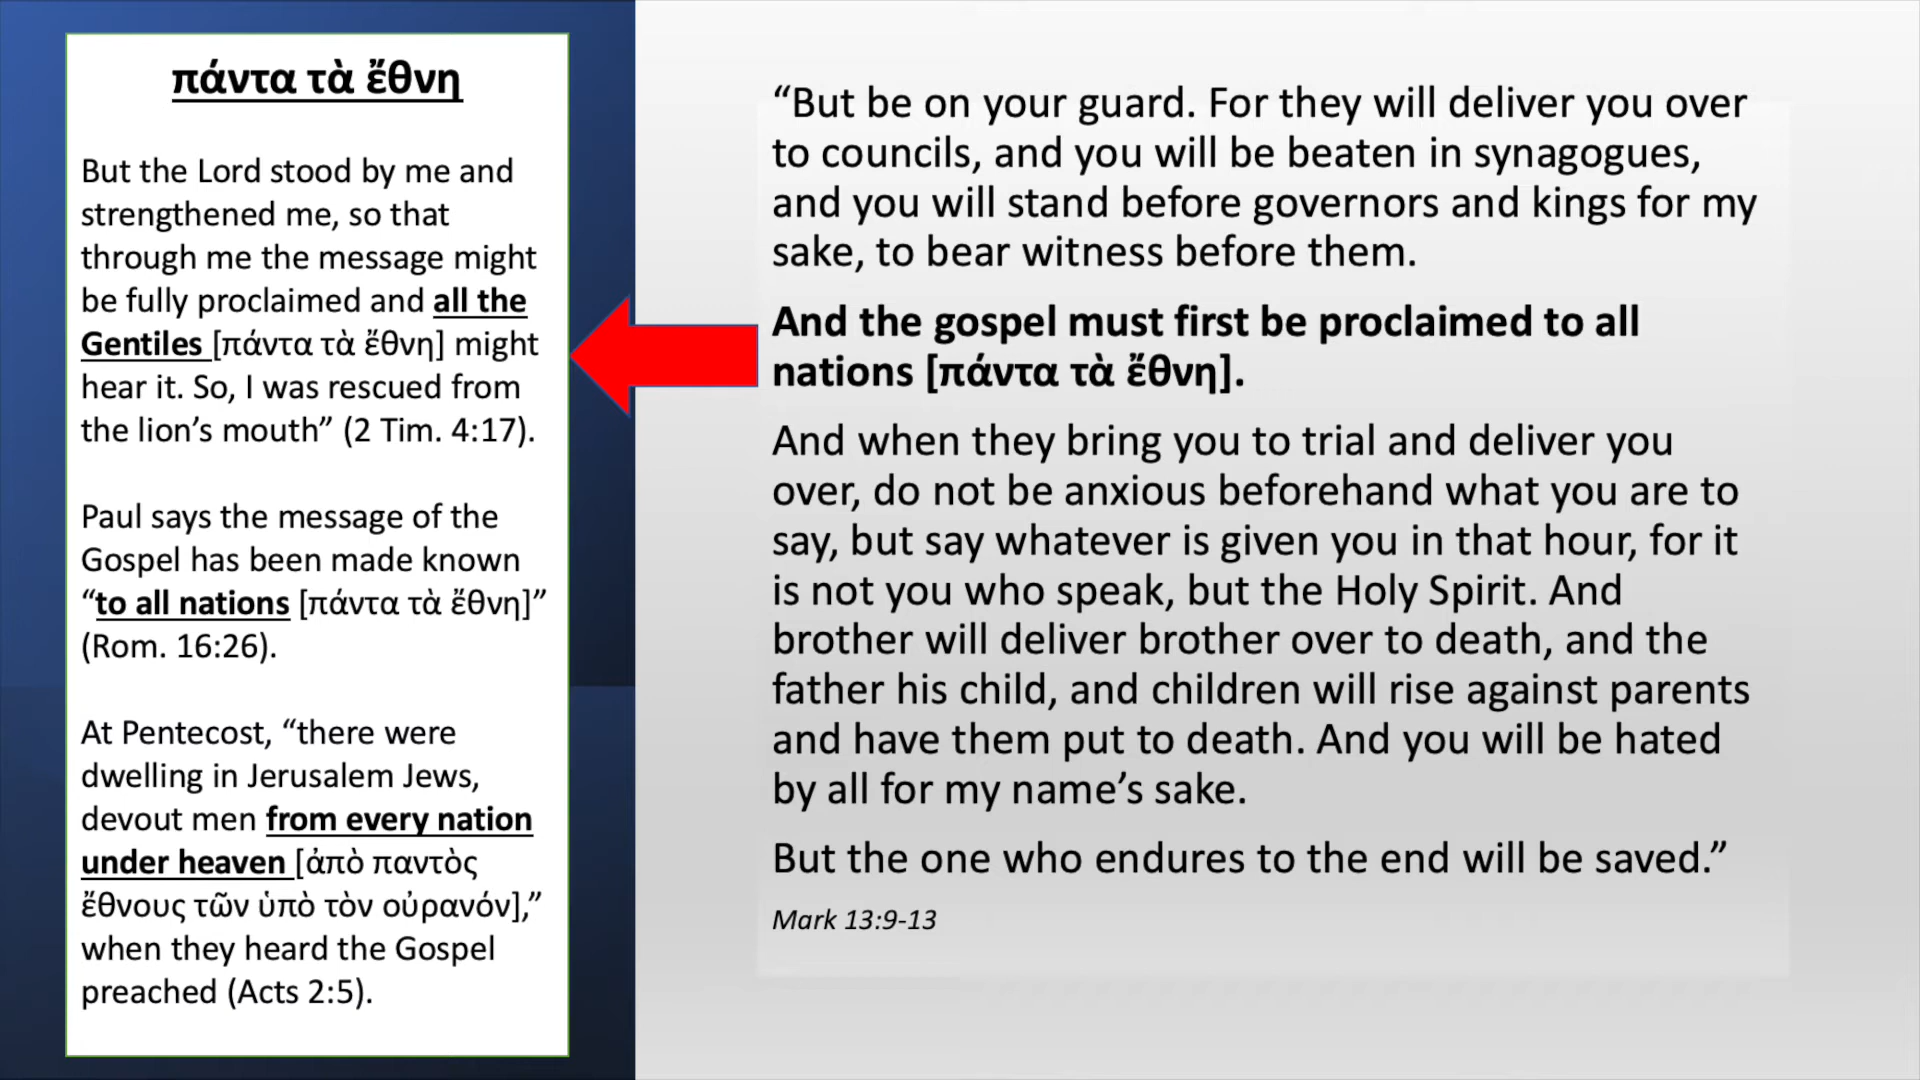 πάντα τὰ ἔθνη
But the Lord stood by me and
strengthened me, so that
through me the message might
be fully proclaimed and all the
Gentiles [πάντα τὰ ἔθνη] might
hear it. So, I was rescued from
the lion’s mouth” (2 Tim. 4:17).
Paul says the message of the
Gospel has been made known
“to all nations [πάντα τὰ ἔθνη]”
(Rom. 16:26).
At Pentecost, “there were
dwelling in Jerusalem Jews,
devout men from every nation
under heaven [ἀπὸ παντὸς
ἔθνους τῶν ὑπὸ τὸν οὐρανόν],”
when they heard the Gospel
preached (Acts 2:5).
“But be on your guard. For they will deliver you over
to councils, and you will be beaten in synagogues,
and you will stand before governors and kings for my
sake, to bear witness before them.
And the gospel must first be proclaimed to all
nations [πάντα τὰ ἔθνη].
And when they bring you to trial and deliver you
over, do not be anxious beforehand what you are to
say, but say whatever is given you in that hour, for it
is not you who speak, but the Holy Spirit. And
brother will deliver brother over to death, and the
father his child, and children will rise against parents
and have them put to death. And you will be hated
by all for my name’s sake.
But the one who endures to the end will be saved.”
Mark 13:9-13